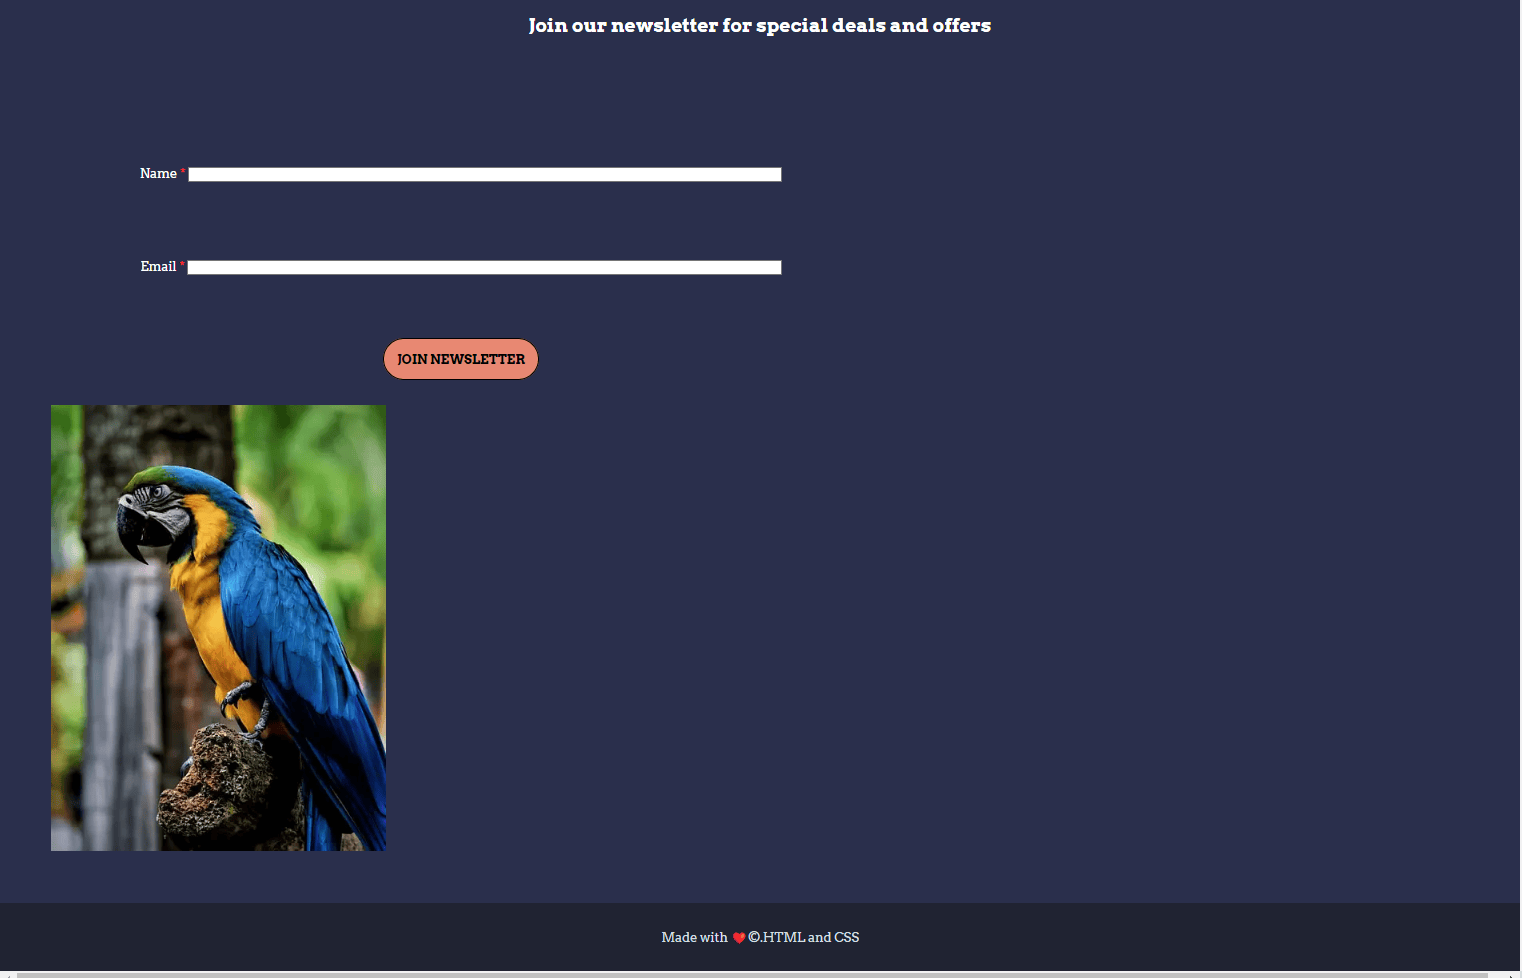 Join our newsletter for special deals and offers
Name *
Email *
JOIN NEWSLETTER
Made with ❤️©.HTML and CSS